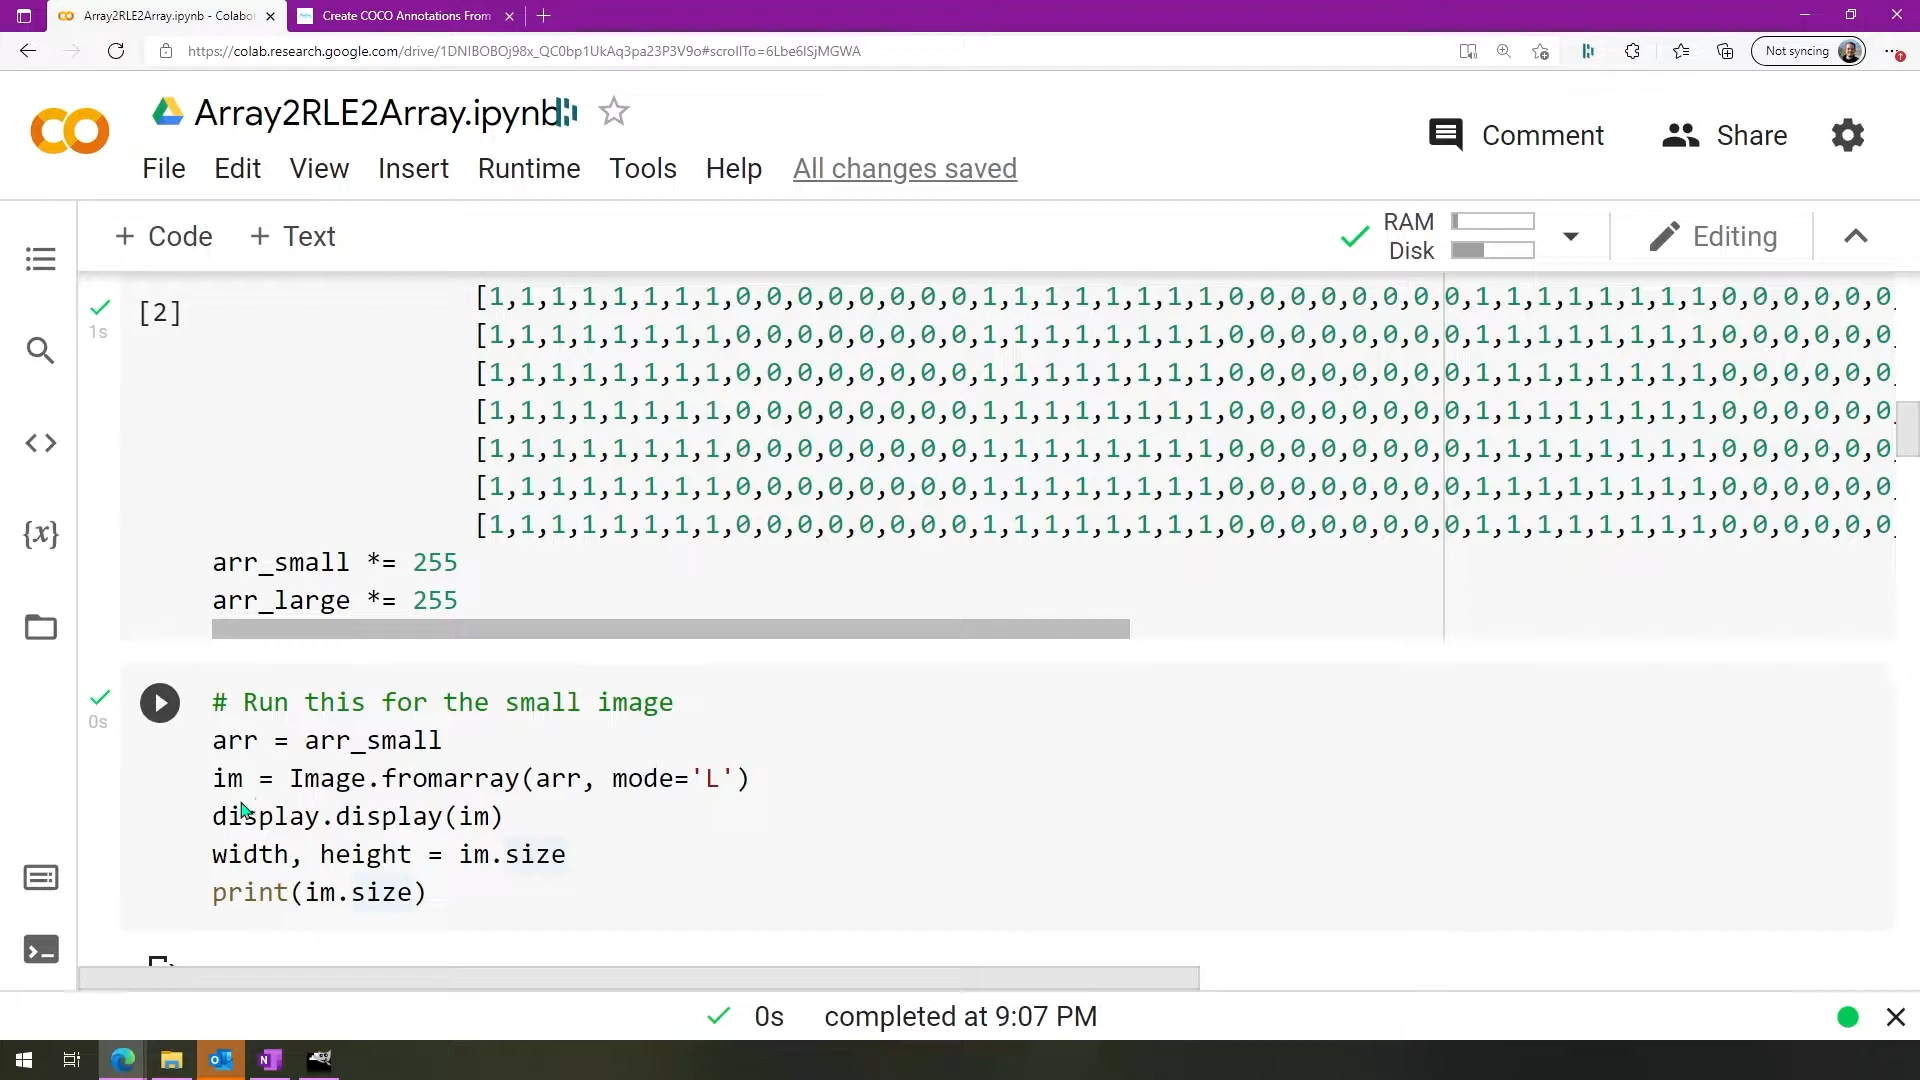 Array2RLE2Array.ipynb - Colabo
Create COCO Annotations From
https://colab.research.google.com/drive/1DNIBOBOj98x_QC0bp1UkAq3pa23P3V9o#scrollTo=6Lbe6ISjMGWA
Not syncing
Array2RLE2Array.ipynb
Comment
Share
File Edit View Insert Runtime Tools Help All changes saved
+ Code + Text
RAM
Disk
Editing
[2]
1s
[1,1,1,1,1,1,1,1,0,0,0,0,0,0,0,0,1,1,1,1,1,1,1,1,0,0,0,0,0,0,0,0,1,1,1,1,1,1,1,1,0,0,0,0,0,0,
[1,1,1,1,1,1,1,1,0,0,0,0,0,0,0,0,1,1,1,1,1,1,1,1,0,0,0,0,0,0,0,0,1,1,1,1,1,1,1,1,0,0,0,0,0,0,
[1,1,1,1,1,1,1,1,0,0,0,0,0,0,0,0,1,1,1,1,1,1,1,1,0,0,0,0,0,0,0,0,1,1,1,1,1,1,1,1,0,0,0,0,0,0,
[1,1,1,1,1,1,1,1,0,0,0,0,0,0,0,0,1,1,1,1,1,1,1,1,0,0,0,0,0,0,0,0,1,1,1,1,1,1,1,1,0,0,0,0,0,0,
[1,1,1,1,1,1,1,1,0,0,0,0,0,0,0,0,1,1,1,1,1,1,1,1,0,0,0,0,0,0,0,0,1,1,1,1,1,1,1,1,0,0,0,0,0,0,
[1,1,1,1,1,1,1,1,0,0,0,0,0,0,0,0,1,1,1,1,1,1,1,1,0,0,0,0,0,0,0,0,1,1,1,1,1,1,1,1,0,0,0,0,0,0,
[1,1,1,1,1,1,1,1,0,0,0,0,0,0,0,0,1,1,1,1,1,1,1,1,0,0,0,0,0,0,0,0,1,1,1,1,1,1,1,1,0,0,0,0,0,0,
arr_small *= 255
arr_large *= 255
0s
# Run this for the small image
arr = arr_small
im = Image.fromarray(arr, mode='L')
display.display(im)
width, height = im.size
print(im.size)
0s completed at 9:07 PM